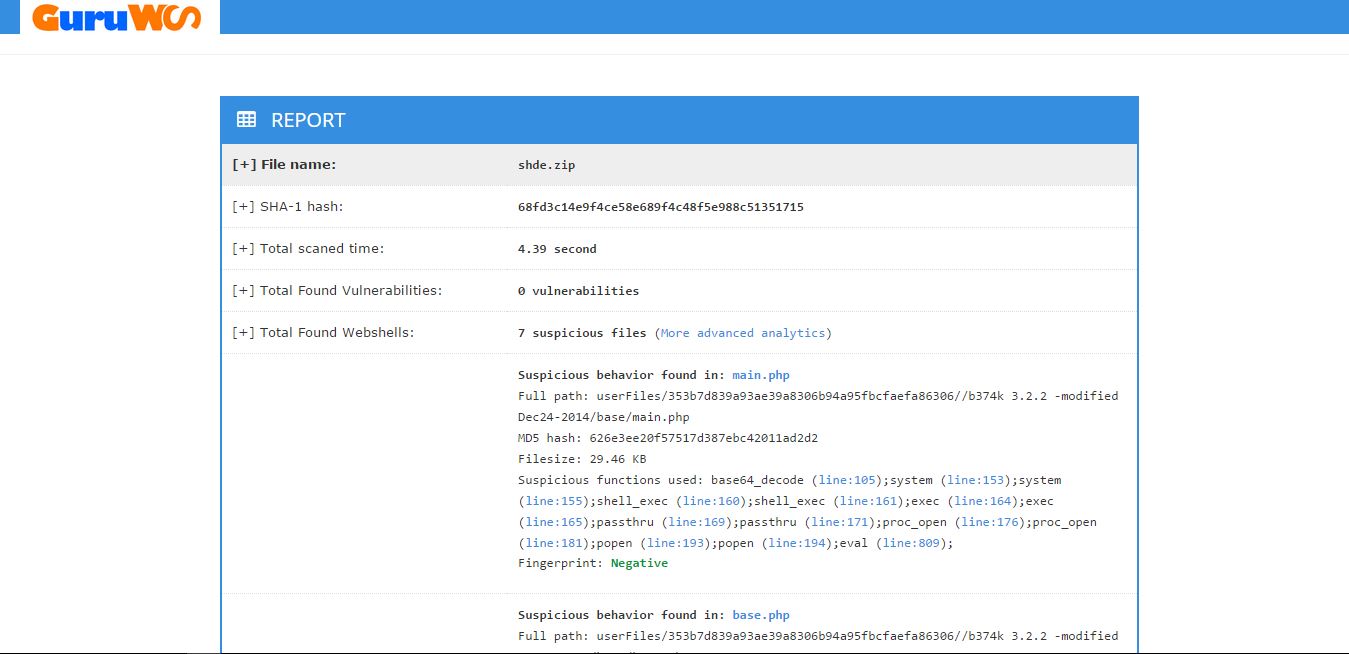 GuruWS
REPORT
[+] File name: shde.zip
[+] SHA-1 hash: 68fd3c14e9f4ce58e689f4c48f5e988c51351715
[+] Total scaned time: 4.39 second
[+] Total Found Vulnerabilities: 0 vulnerabilities
[+] Total Found Webshells: 7 suspicious files (More advanced analytics)
Suspicious behavior found in: main.php
Full path: userFiles/353b7d839a93ae39a8306b94a95fbcfaefa86306//b374k 3.2.2 -modified
Dec24-2014/base/main.php
MD5 hash: 626e3ee20f57517d387ebc42011ad2d2
Filesize: 29.46 KB
Suspicious functions used: base64_decode (line:105);system (line:153);system
(line:155);shell_exec (line:160);shell_exec (line:161);exec (line:164);exec
(line:165);passthru (line:169);passthru (line:171);proc_open (line:176);proc_open
(line:181);popen (line:193);popen (line:194);eval (line:809);
Fingerprint: Negative
Suspicious behavior found in: base.php
Full path: userFiles/353b7d839a93ae39a8306b94a95fbcfaefa86306//b374k 3.2.2 -modified